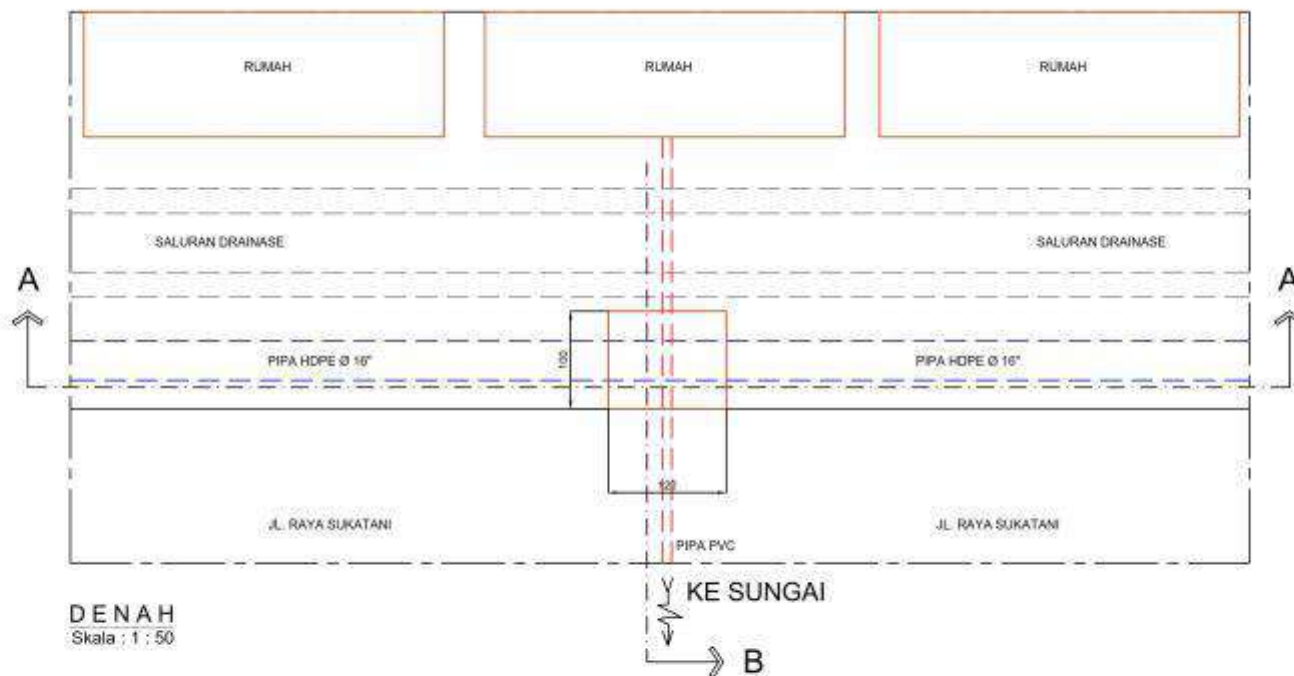 RUMAH
RUMAH
RUMAH
SALURAN DRAINASE
SALURAN DRAINASE
A
A
100
PIPA HDPE Ø 16"
PIPA HDPE Ø 16"
120
JL. RAYA SUKATANI
JL. RAYA SUKATANI
PIPA PVC
KE SUNGAI
DENAH
Skala : 1 : 50
B